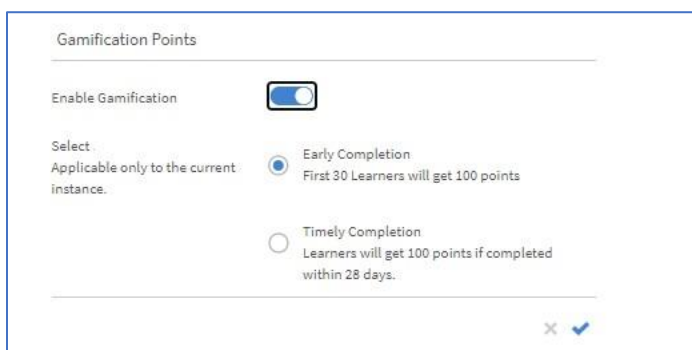 Gamification Points
Enable Gamification
Select
Applicable only to the current
instance.
Early Completion
First 30 Learners will get 100 points
Timely Completion
Learners will get 100 points if completed
within 28 days.